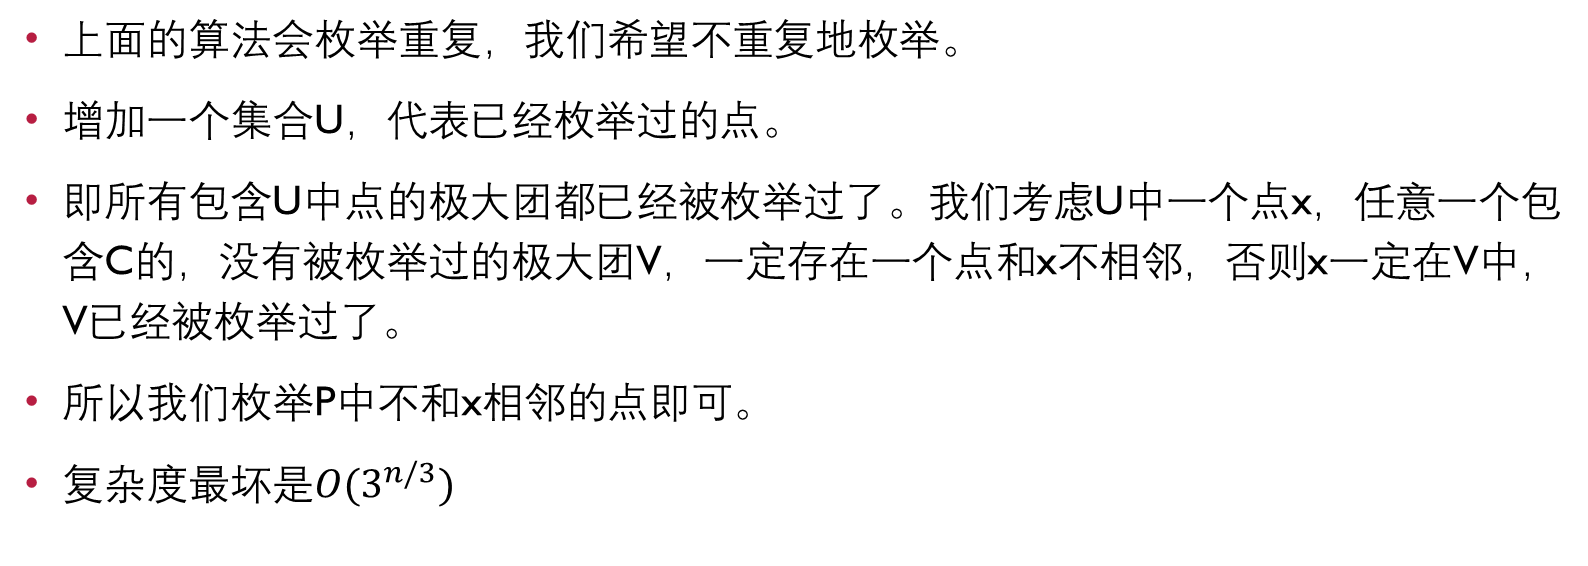 • 上面的算法会枚举重复，我们希望不重复地枚举。
• 增加一个集合U，代表已经枚举过的点。
• 即所有包含U中点的极大团都已经被枚举过了。我们考虑U中一个点x，任意一个包
含C的，没有被枚举过的极大团V，一定存在一个点和x不相邻，否则x一定在V中，
V已经被枚举过了。
• 所以我们枚举P中不和x相邻的点即可。
• 复杂度最坏是O(3^{n/3})